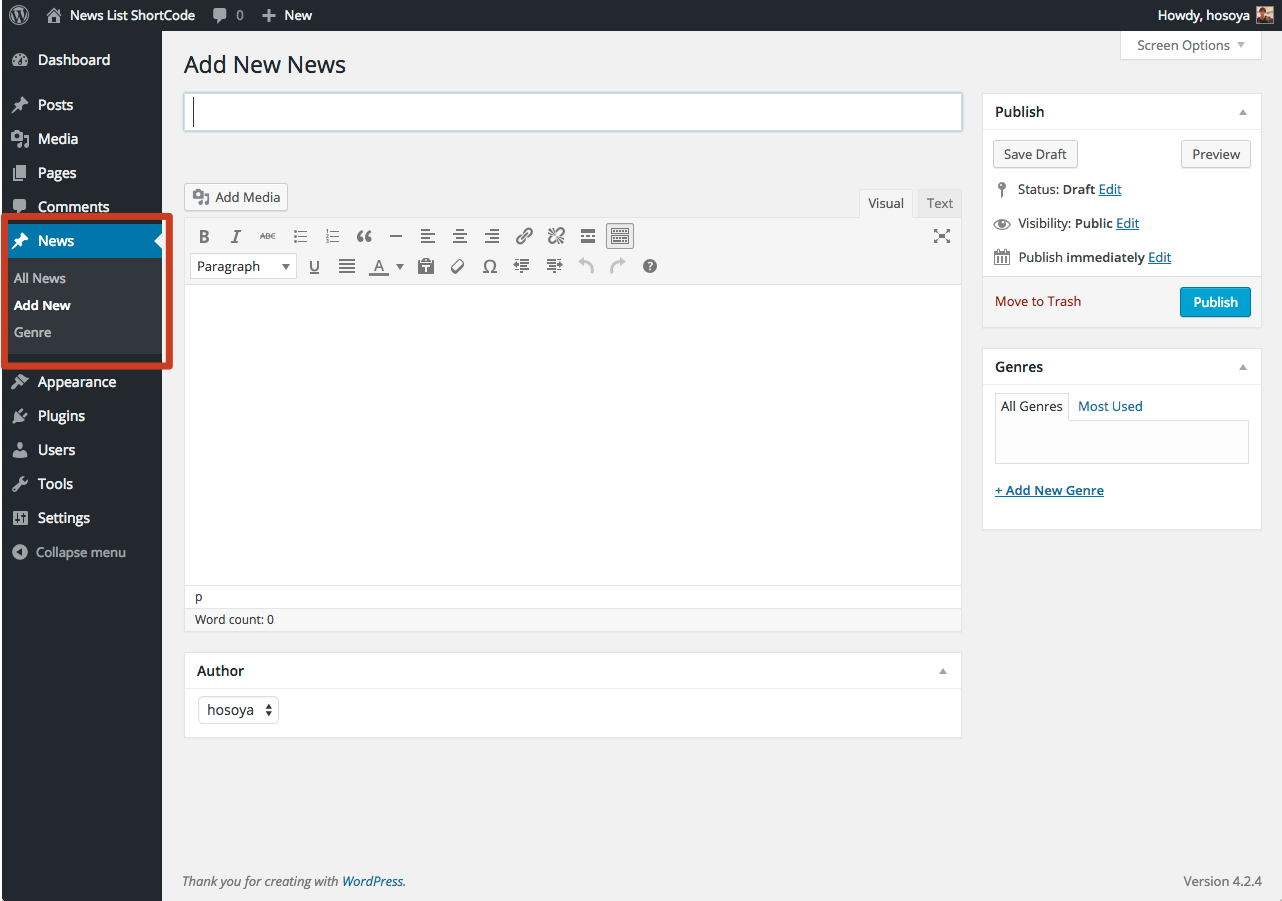 News List ShortCode 0 New Howdy, hosoya
Screen Options
Dashboard
Posts
Media
Pages
Comments
News
All News
Add New
Genre
Appearance
Plugins
Users
Tools
Settings
Collapse menu
Add New News
Add Media
Visual Text
B I ABC
Paragraph U A Ω
p
Word count: 0
Author
hosoya
Publish
Save Draft Preview
Status: Draft Edit
Visibility: Public Edit
Publish immediately Edit
Move to Trash Publish
Genres
All Genres Most Used
+ Add New Genre
Thank you for creating with WordPress. Version 4.2.4